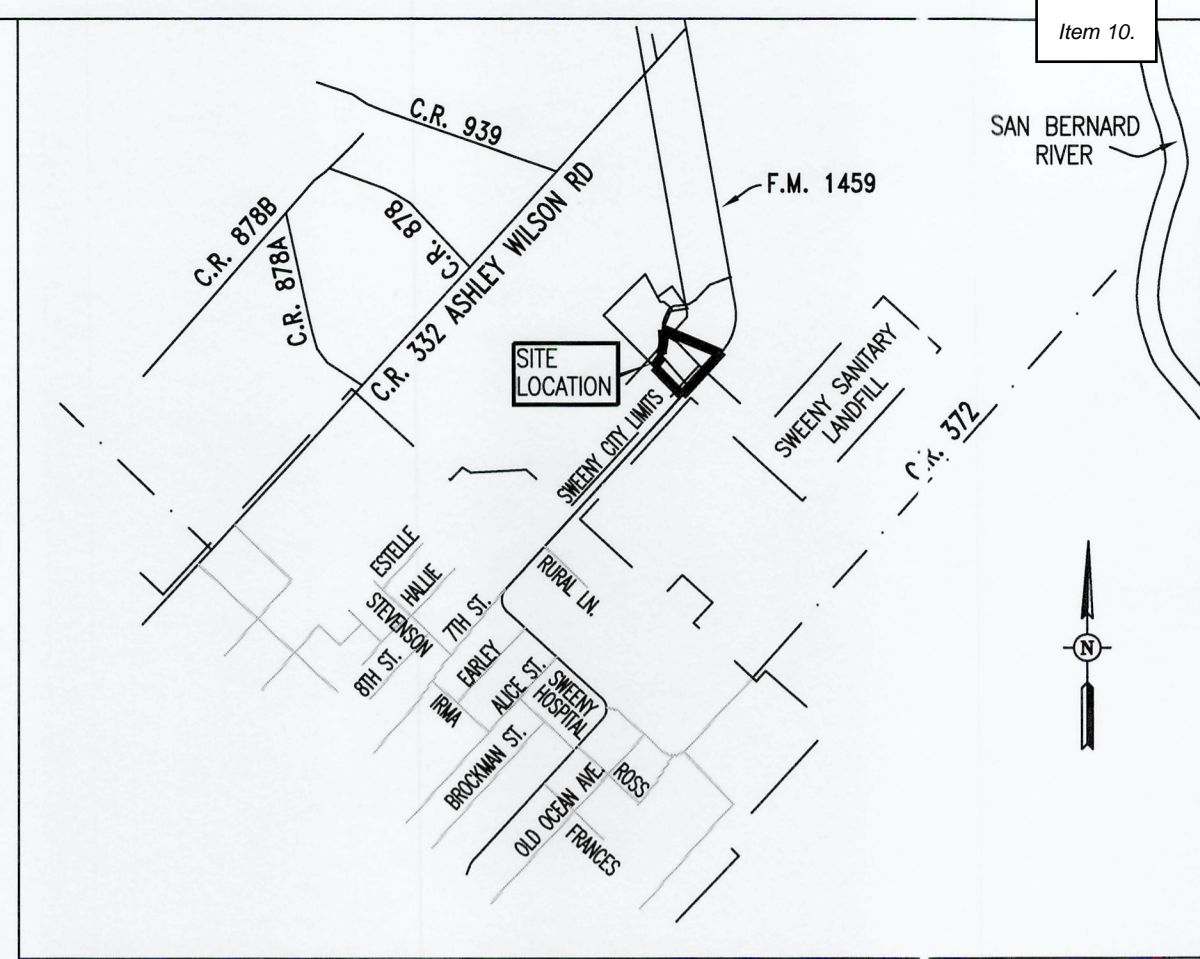 Item 10.
SAN BERNARD
RIVER
C.R. 939
F.M. 1459
C.R. 878B
C.R. 878A
C.R. 878
C.R. 332 ASHLEY WILSON RD
SITE
LOCATION
SWEENY CITY LIMITS
SWEENY SANITARY
LANDFILL
C.R. 372
ESTELLE
HALLIE
STEVENSON
7TH ST.
8TH ST.
RURAL LN.
EARLEY
IRMA
ALICE ST.
SWEENY
HOSPITAL
BROCKMAN ST.
OLD OCEAN AVE.
ROSS
FRANCES
N